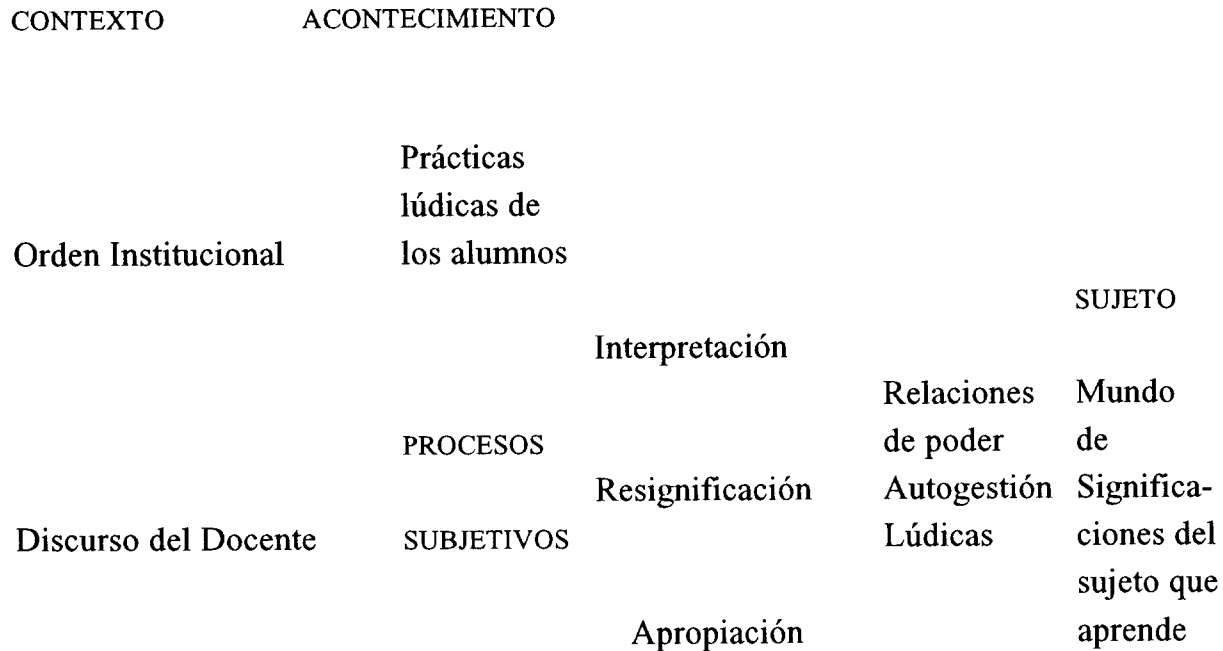 CONTEXTO
ACONTECIMIENTO
Prácticas
lúdicas de
los alumnos
Orden Institucional
SUJETO
Interpretación
Relaciones
de poder
Autogestión
Lúdicas
Mundo
de
Significa-
ciones del
sujeto que
aprende
PROCESOS
SUBJETIVOS
Resignificación
Discurso del Docente
Apropiación